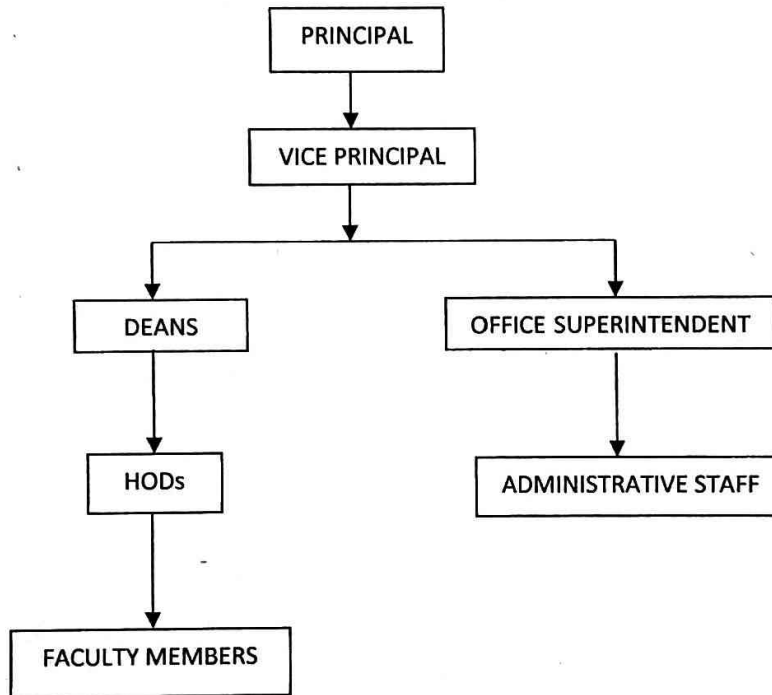 PRINCIPAL
VICE PRINCIPAL
DEANS
OFFICE SUPERINTENDENT
HODs
ADMINISTRATIVE STAFF
FACULTY MEMBERS